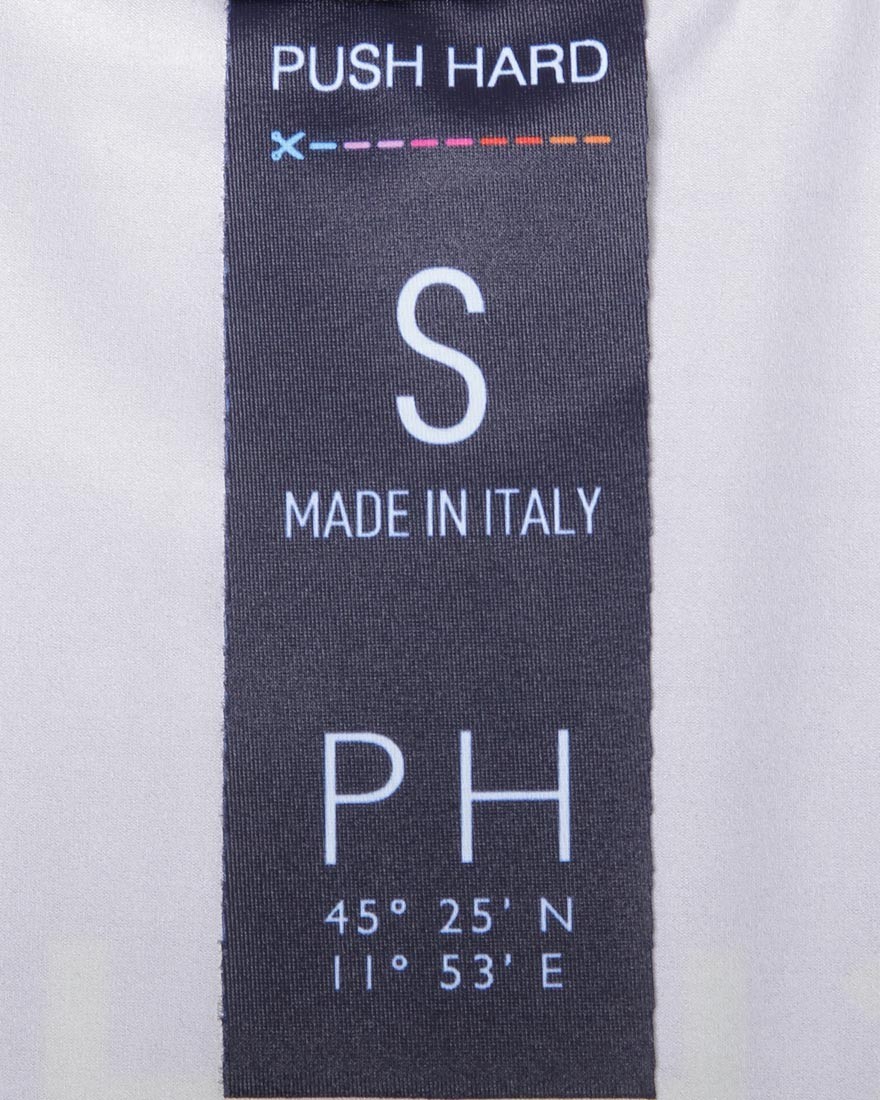 PUSH HARD
S
MADE IN ITALY
PH
45° 25' N
11° 53' E